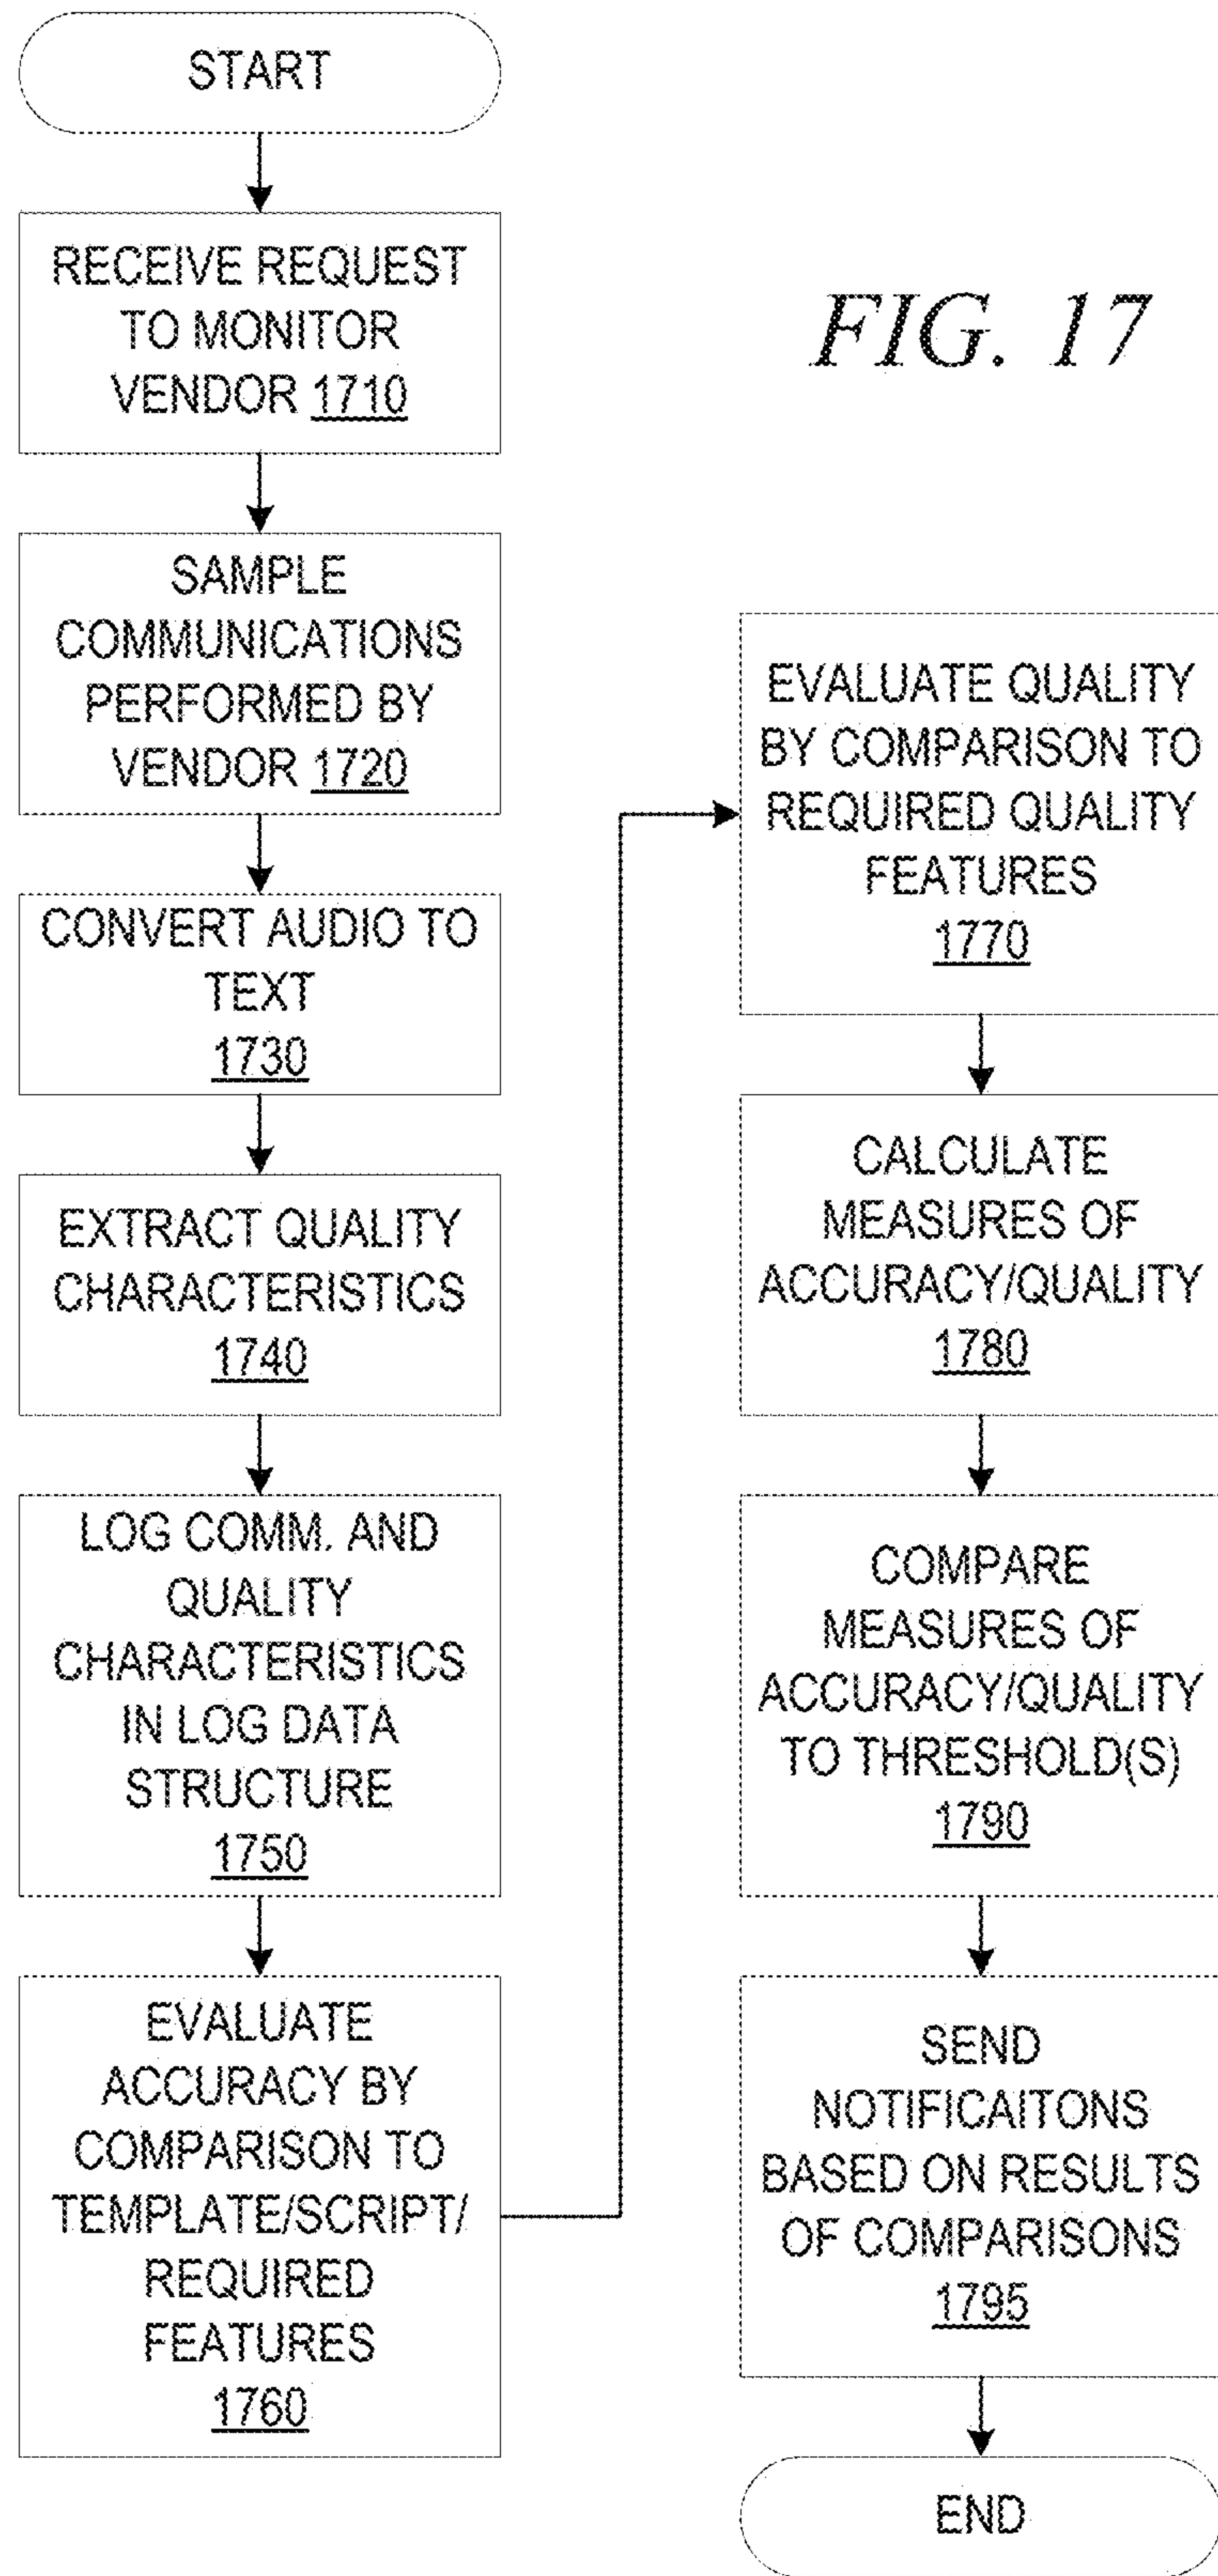 START
RECEIVE REQUEST
TO MONITOR
VENDOR 1710
SAMPLE
COMMUNICATIONS
PERFORMED BY
VENDOR 1720
CONVERT AUDIO TO
TEXT
1730
EXTRACT QUALITY
CHARACTERISTICS
1740
LOG COMM. AND
QUALITY
CHARACTERISTICS
IN LOG DATA
STRUCTURE
1750
EVALUATE
ACCURACY BY
COMPARISON TO
TEMPLATE/SCRIPT/
REQUIRED
FEATURES
1760
FIG. 17
EVALUATE QUALITY
BY COMPARISON TO
REQUIRED QUALITY
FEATURES
1770
CALCULATE
MEASURES OF
ACCURACY/QUALITY
1780
COMPARE
MEASURES OF
ACCURACY/QUALITY
TO THRESHOLD(S)
1790
SEND
NOTIFICAITONS
BASED ON RESULTS
OF COMPARISONS
1795
END